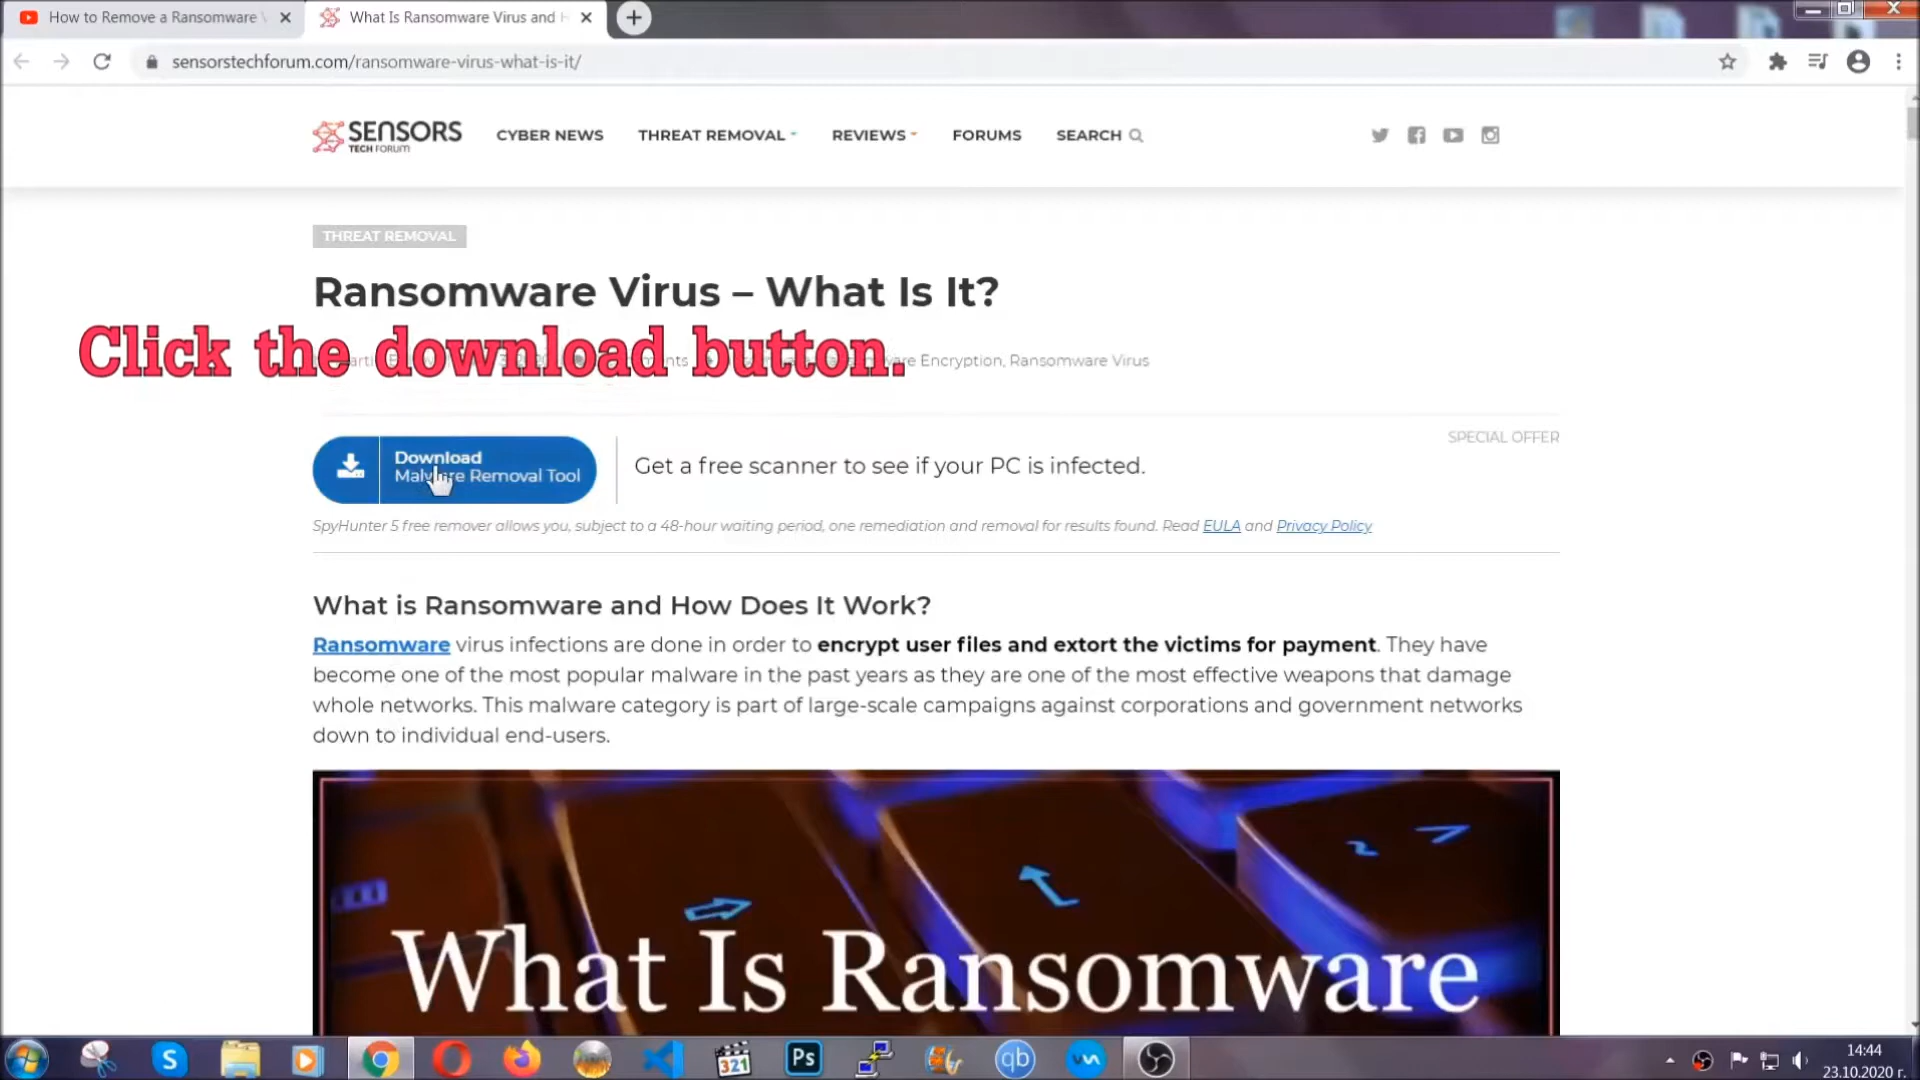 How to Remove a Ransomware
What Is Ransomware Virus and
sensorstechforum.com/ransomware-virus-what-is-it/
SENSORS
TECH FORUM
CYBER NEWS
THREAT REMOVAL
REVIEWS
FORUMS
SEARCH
THREAT REMOVAL
Ransomware Virus – What Is It?
Click the download button.
Encryption, Ransomware Virus
SPECIAL OFFER
Download
Malware Removal Tool
Get a free scanner to see if your PC is infected.
SpyHunter 5 free remover allows you, subject to a 48-hour waiting period, one remediation and removal for results found. Read EULA and Privacy Policy
What is Ransomware and How Does It Work?
Ransomware virus infections are done in order to encrypt user files and extort the victims for payment. They have
become one of the most popular malware in the past years as they are one of the most effective weapons that damage
whole networks. This malware category is part of large-scale campaigns against corporations and government networks
down to individual end-users.
What Is Ransomware
S
321
Ps
qb
14:44
23.10.2020 г.